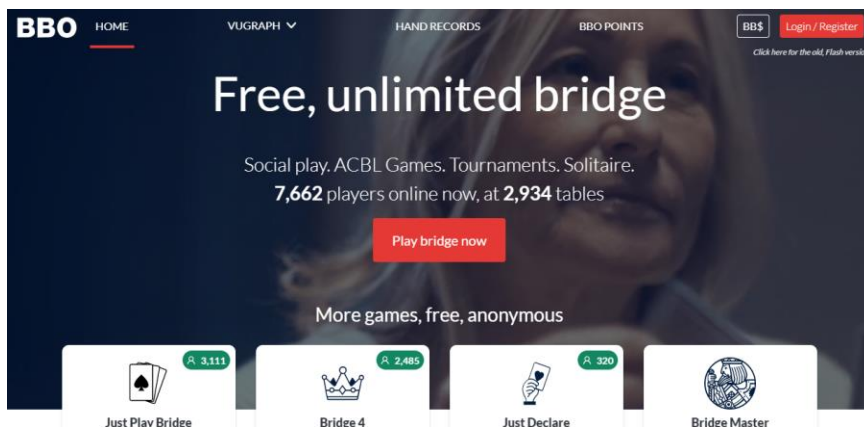 BBO HOME VUGRAPH HAND RECORDS BBO POINTS BB$ Login / Register
Click here for the old, Flash versio
Free, unlimited bridge
Social play. ACBL Games. Tournaments. Solitaire.
7,662 players online now, at 2,934 tables
Play bridge now
More games, free, anonymous
3,111 2,485 320
Just Play Bridge Bridge 4 Just Declare Bridge Master